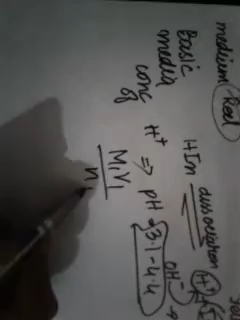 medium Red
Basic
media
conc
of
H⁺ ⇒ pH 3.1-4.4
M₁V₁
n₁
HIn dissociation H⁺
OH⁻